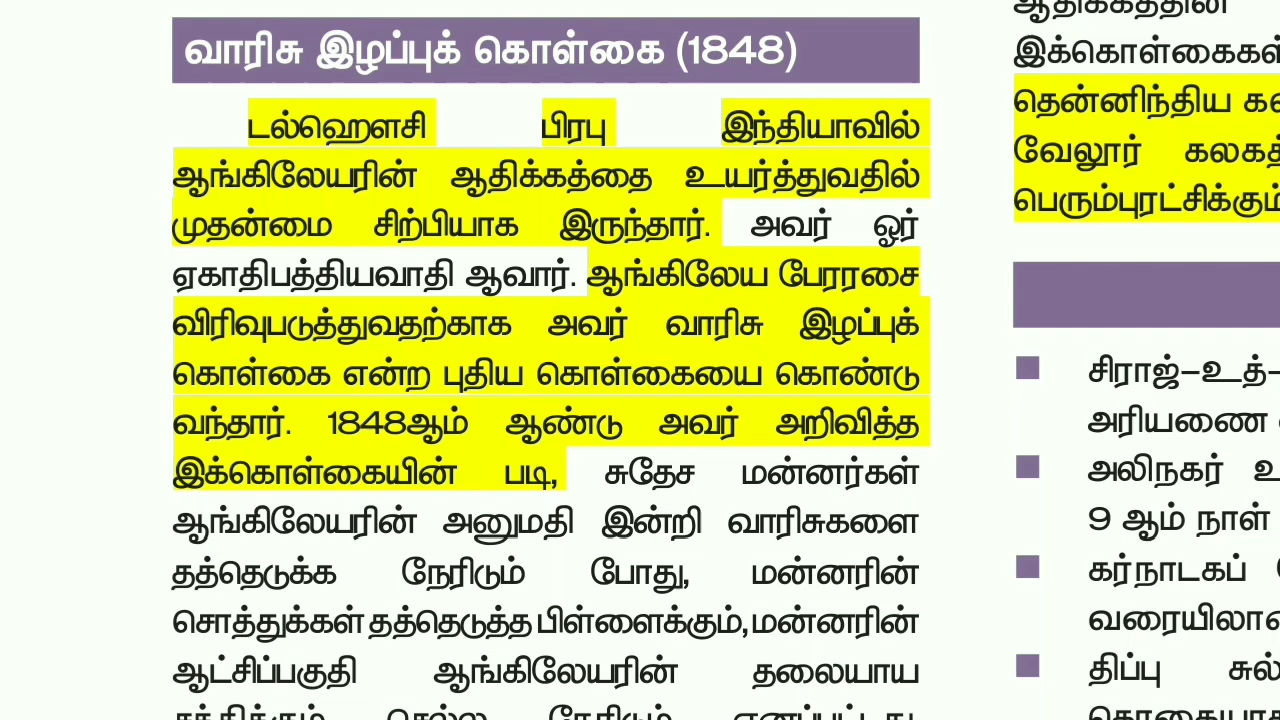 வாரிசு இழப்புக் கொள்கை (1848)
டல்ஹௌசி பிரபு இந்தியாவில்
ஆங்கிலேயரின் ஆதிக்கத்தை உயர்த்துவதில்
முதன்மை சிற்பியாக இருந்தார். அவர் ஓர்
ஏகாதிபத்தியவாதி ஆவார். ஆங்கிலேய பேரரசை
விரிவுபடுத்துவதற்காக அவர் வாரிசு இழப்புக்
கொள்கை என்ற புதிய கொள்கையை கொண்டு
வந்தார். 1848ஆம் ஆண்டு அவர் அறிவித்த
இக்கொள்கையின் படி, சுதேச மன்னர்கள்
ஆங்கிலேயரின் அனுமதி இன்றி வாரிசுகளை
தத்தெடுக்க நேரிடும் போது, மன்னரின்
சொத்துக்கள் தத்தெடுத்த பிள்ளைக்கும், மன்னரின்
ஆட்சிப்பகுதி ஆங்கிலேயரின் தலையாய
ஆதிக்கத்தின்
இக்கொள்கைகள்
தென்னிந்திய
வேலூர்
பெரும்புரட்சிக்கும்
சிராஜ்–உத்–
அரியணை
அலிநகர்
9 ஆம் நாள்
கர்நாடகப்
திப்பு